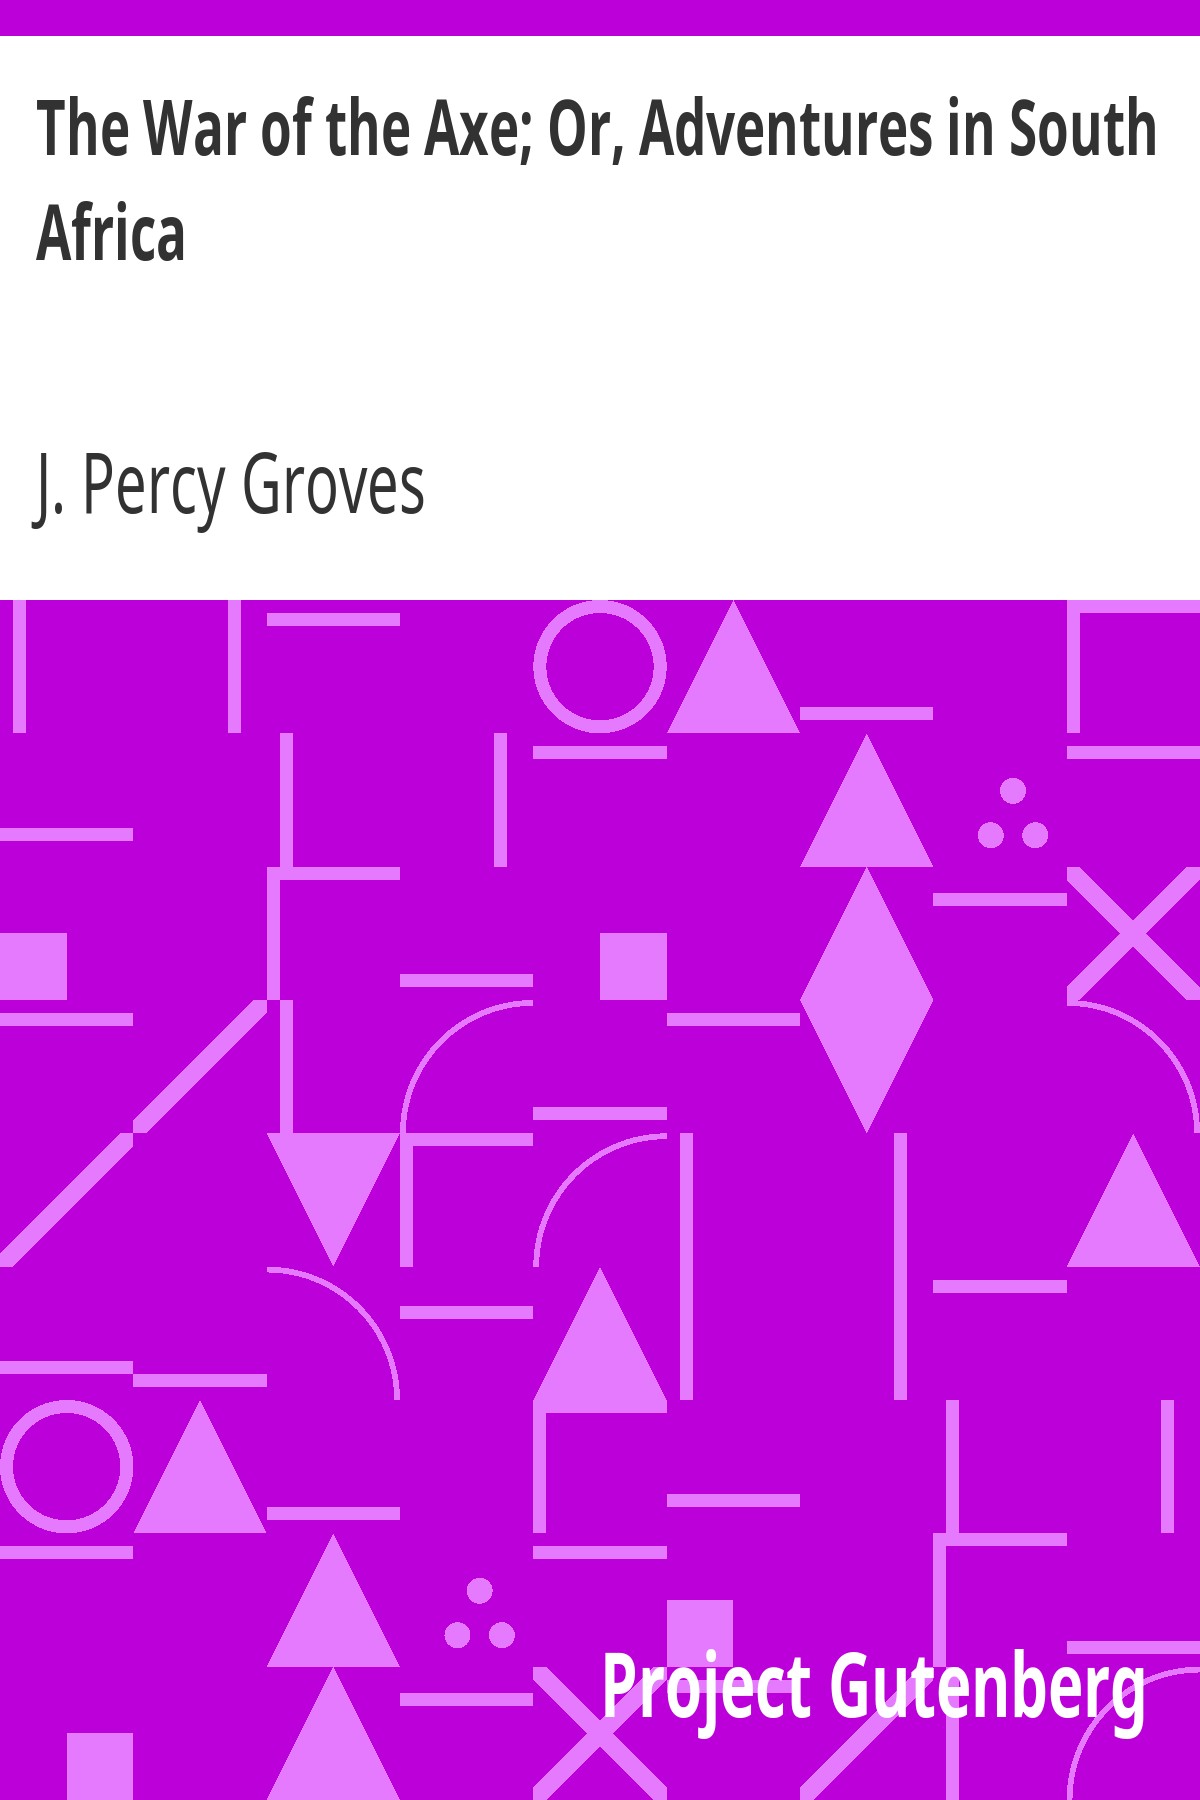 The War of the Axe; Or, Adventures in South
Africa
J. Percy Groves
Project Gutenberg